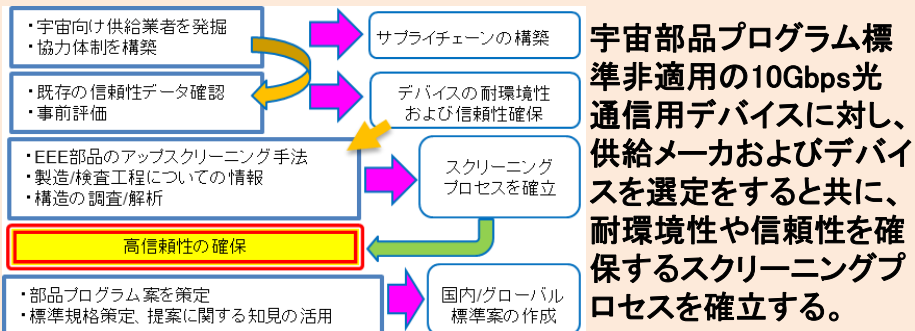 ・宇宙向け供給業者を発掘
・協力体制を構築
サプライチェーンの構築
・既存の信頼性データ確認
・事前評価
デバイスの耐環境性
および信頼性確保
・EEE部品のアップスクリーニング手法
・製造/検査工程についての情報
・構造の調査/解析
スクリーニング
プロセスを確立
高信頼性の確保
・部品プログラム案を策定
・標準規格策定、提案に関する知見の活用
国内/グローバル
標準案の作成
宇宙部品プログラム標
準非適用の10Gbps光
通信用デバイスに対し、
供給メーカおよびデバイ
スを選定をすると共に、
耐環境性や信頼性を確
保するスクリーニングプ
ロセスを確立する。